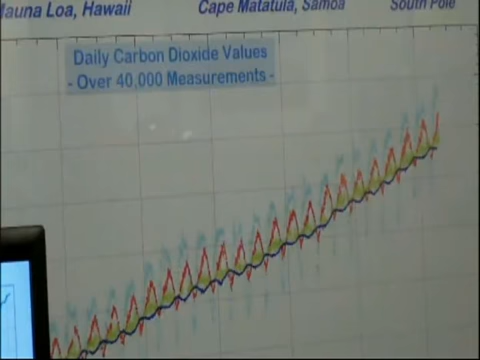 Mauna Loa, Hawaii Cape Matatula, Samoa South Pole
Daily Carbon Dioxide Values
- Over 40,000 Measurements -